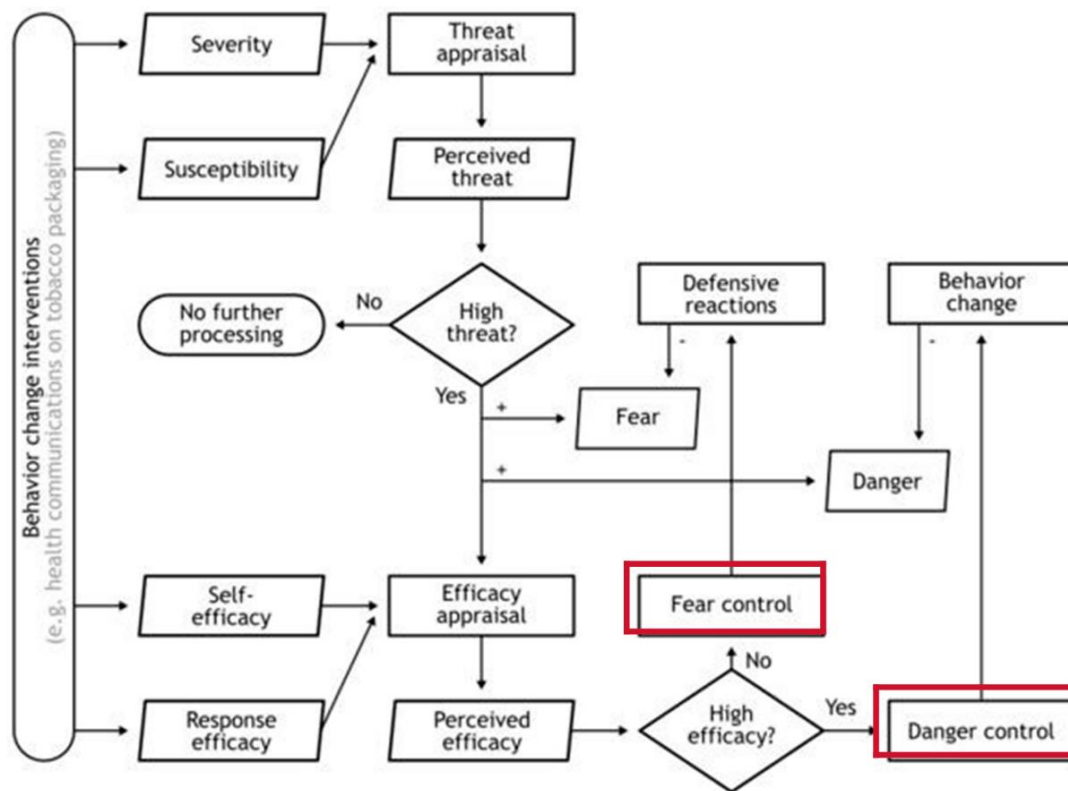 Behavior change interventions
(e.g. health communications on tobacco packaging)
Severity
Threat
appraisal
Susceptibility
Perceived
threat
No further
processing
No
High
threat?
Yes
Defensive
reactions
Behavior
change
-
-
+
Fear
+
Danger
Self-
efficacy
Efficacy
appraisal
Fear control
No
Response
efficacy
Perceived
efficacy
High
efficacy?
Yes
Danger control